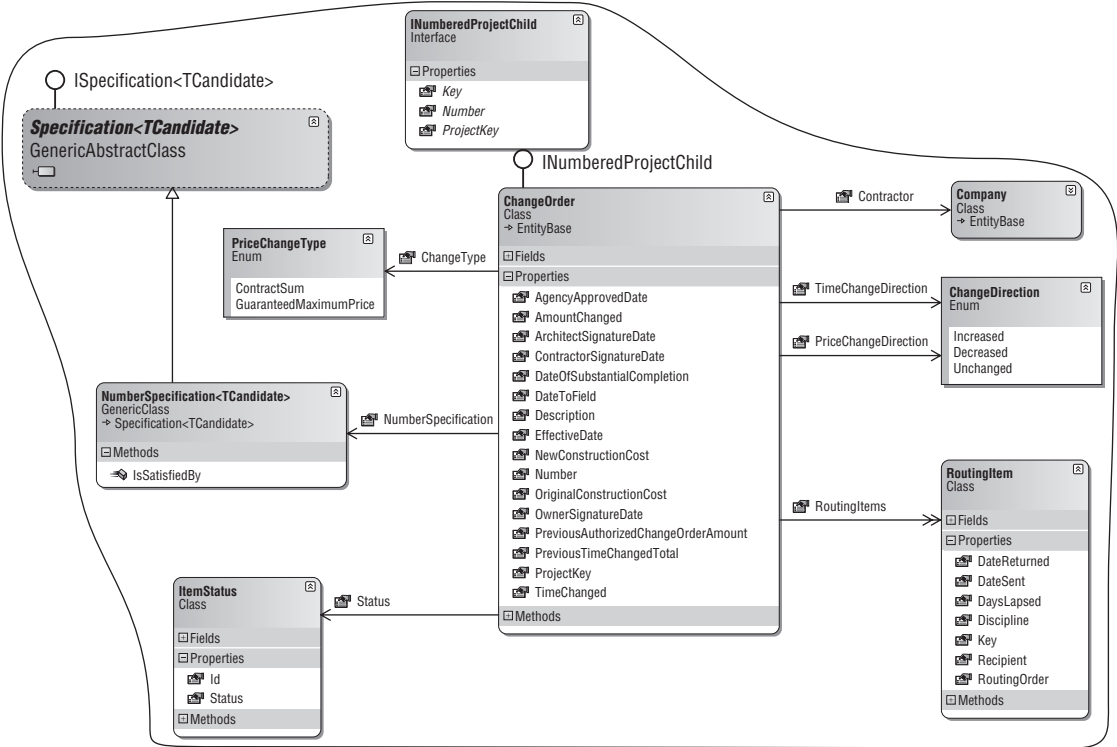 INumberedProjectChild
Interface
Properties
Key
Number
ProjectKey
ISpecification<TCandidate>
Specification<TCandidate>
GenericAbstractClass
INumberedProjectChild
ChangeOrder
Class
EntityBase
Fields
Properties
AgencyApprovedDate
AmountChanged
ArchitectSignatureDate
ContractorSignatureDate
DateOfSubstantialCompletion
DateToField
Description
EffectiveDate
NewConstructionCost
Number
OriginalConstructionCost
OwnerSignatureDate
PreviousAuthorizedChangeOrderAmount
PreviousTimeChangedTotal
ProjectKey
TimeChanged
Methods
Contractor
Company
Class
EntityBase
PriceChangeType
Enum
ContractSum
GuaranteedMaximumPrice
ChangeType
TimeChangeDirection
PriceChangeDirection
ChangeDirection
Enum
Increased
Decreased
Unchanged
NumberSpecification<TCandidate>
GenericClass
Specification<TCandidate>
Methods
IsSatisfiedBy
NumberSpecification
RoutingItems
RoutingItem
Class
Fields
Properties
DateReturned
DateSent
DaysLapsed
Discipline
Key
Recipient
RoutingOrder
Methods
ItemStatus
Class
Fields
Properties
Id
Status
Methods
Status